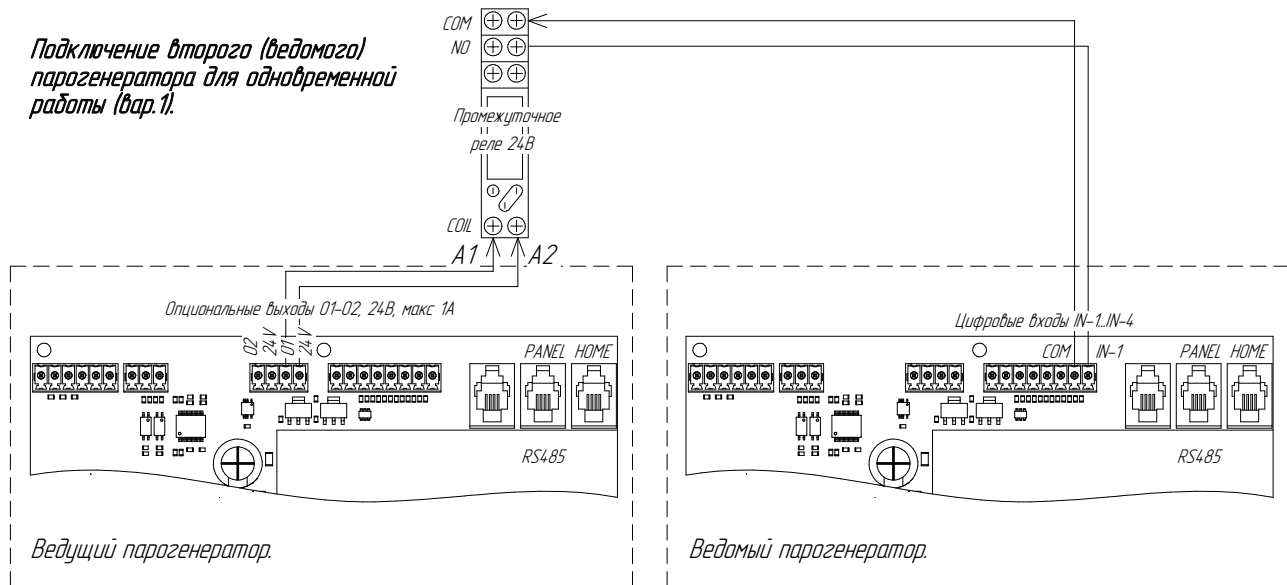 Подключение второго (ведомого)
парогенератора для одновременной
работы (вар.1).
COM
NO
Промежуточное
реле 24В
COIL
A1
A2
Опциональные выходы О1-О2, 24В, макс 1А
O2
24V
O1
24V
PANEL HOME
RS485
Ведущий парогенератор.
Цифровые входы IN-1...IN-4
COM
IN-1
PANEL HOME
RS485
Ведомый парогенератор.